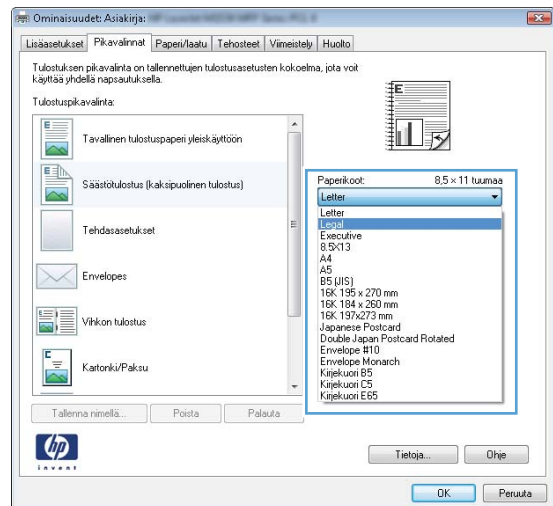 Ominaisuudet: Asiakirja:
Lisäasetukset Pikavalinnat Paperi/laatu Tehosteet Viimeistely Huolto
Tulostuksen pikavalinta on tallennettujen tulostusasetusten kokoelma, jota voit
käyttää yhdellä napsautuksella.
Tulostuspikavalinta:
Tavallinen tulostuspaperi yleiskäyttöön
Säästötulostus (kaksipuolinen tulostus)
Tehdasasetukset
Envelopes
Vihkon tulostus
Kartonki/Paksu
Tallenna nimellä... Poista Palauta
E
Paperikoot: 8,5 × 11 tuumaa
Letter
Letter
Legal
Executive
8.5X13
A4
A5
B5 (JIS)
16K 195 x 270 mm
16K 184 x 260 mm
16K 197x273 mm
Japanese Postcard
Double Japan Postcard Rotated
Envelope #10
Envelope Monarch
Kirjekuori B5
Kirjekuori C5
Kirjekuori E65
hp
invent
Tietoja... Ohje
OK Peruuta